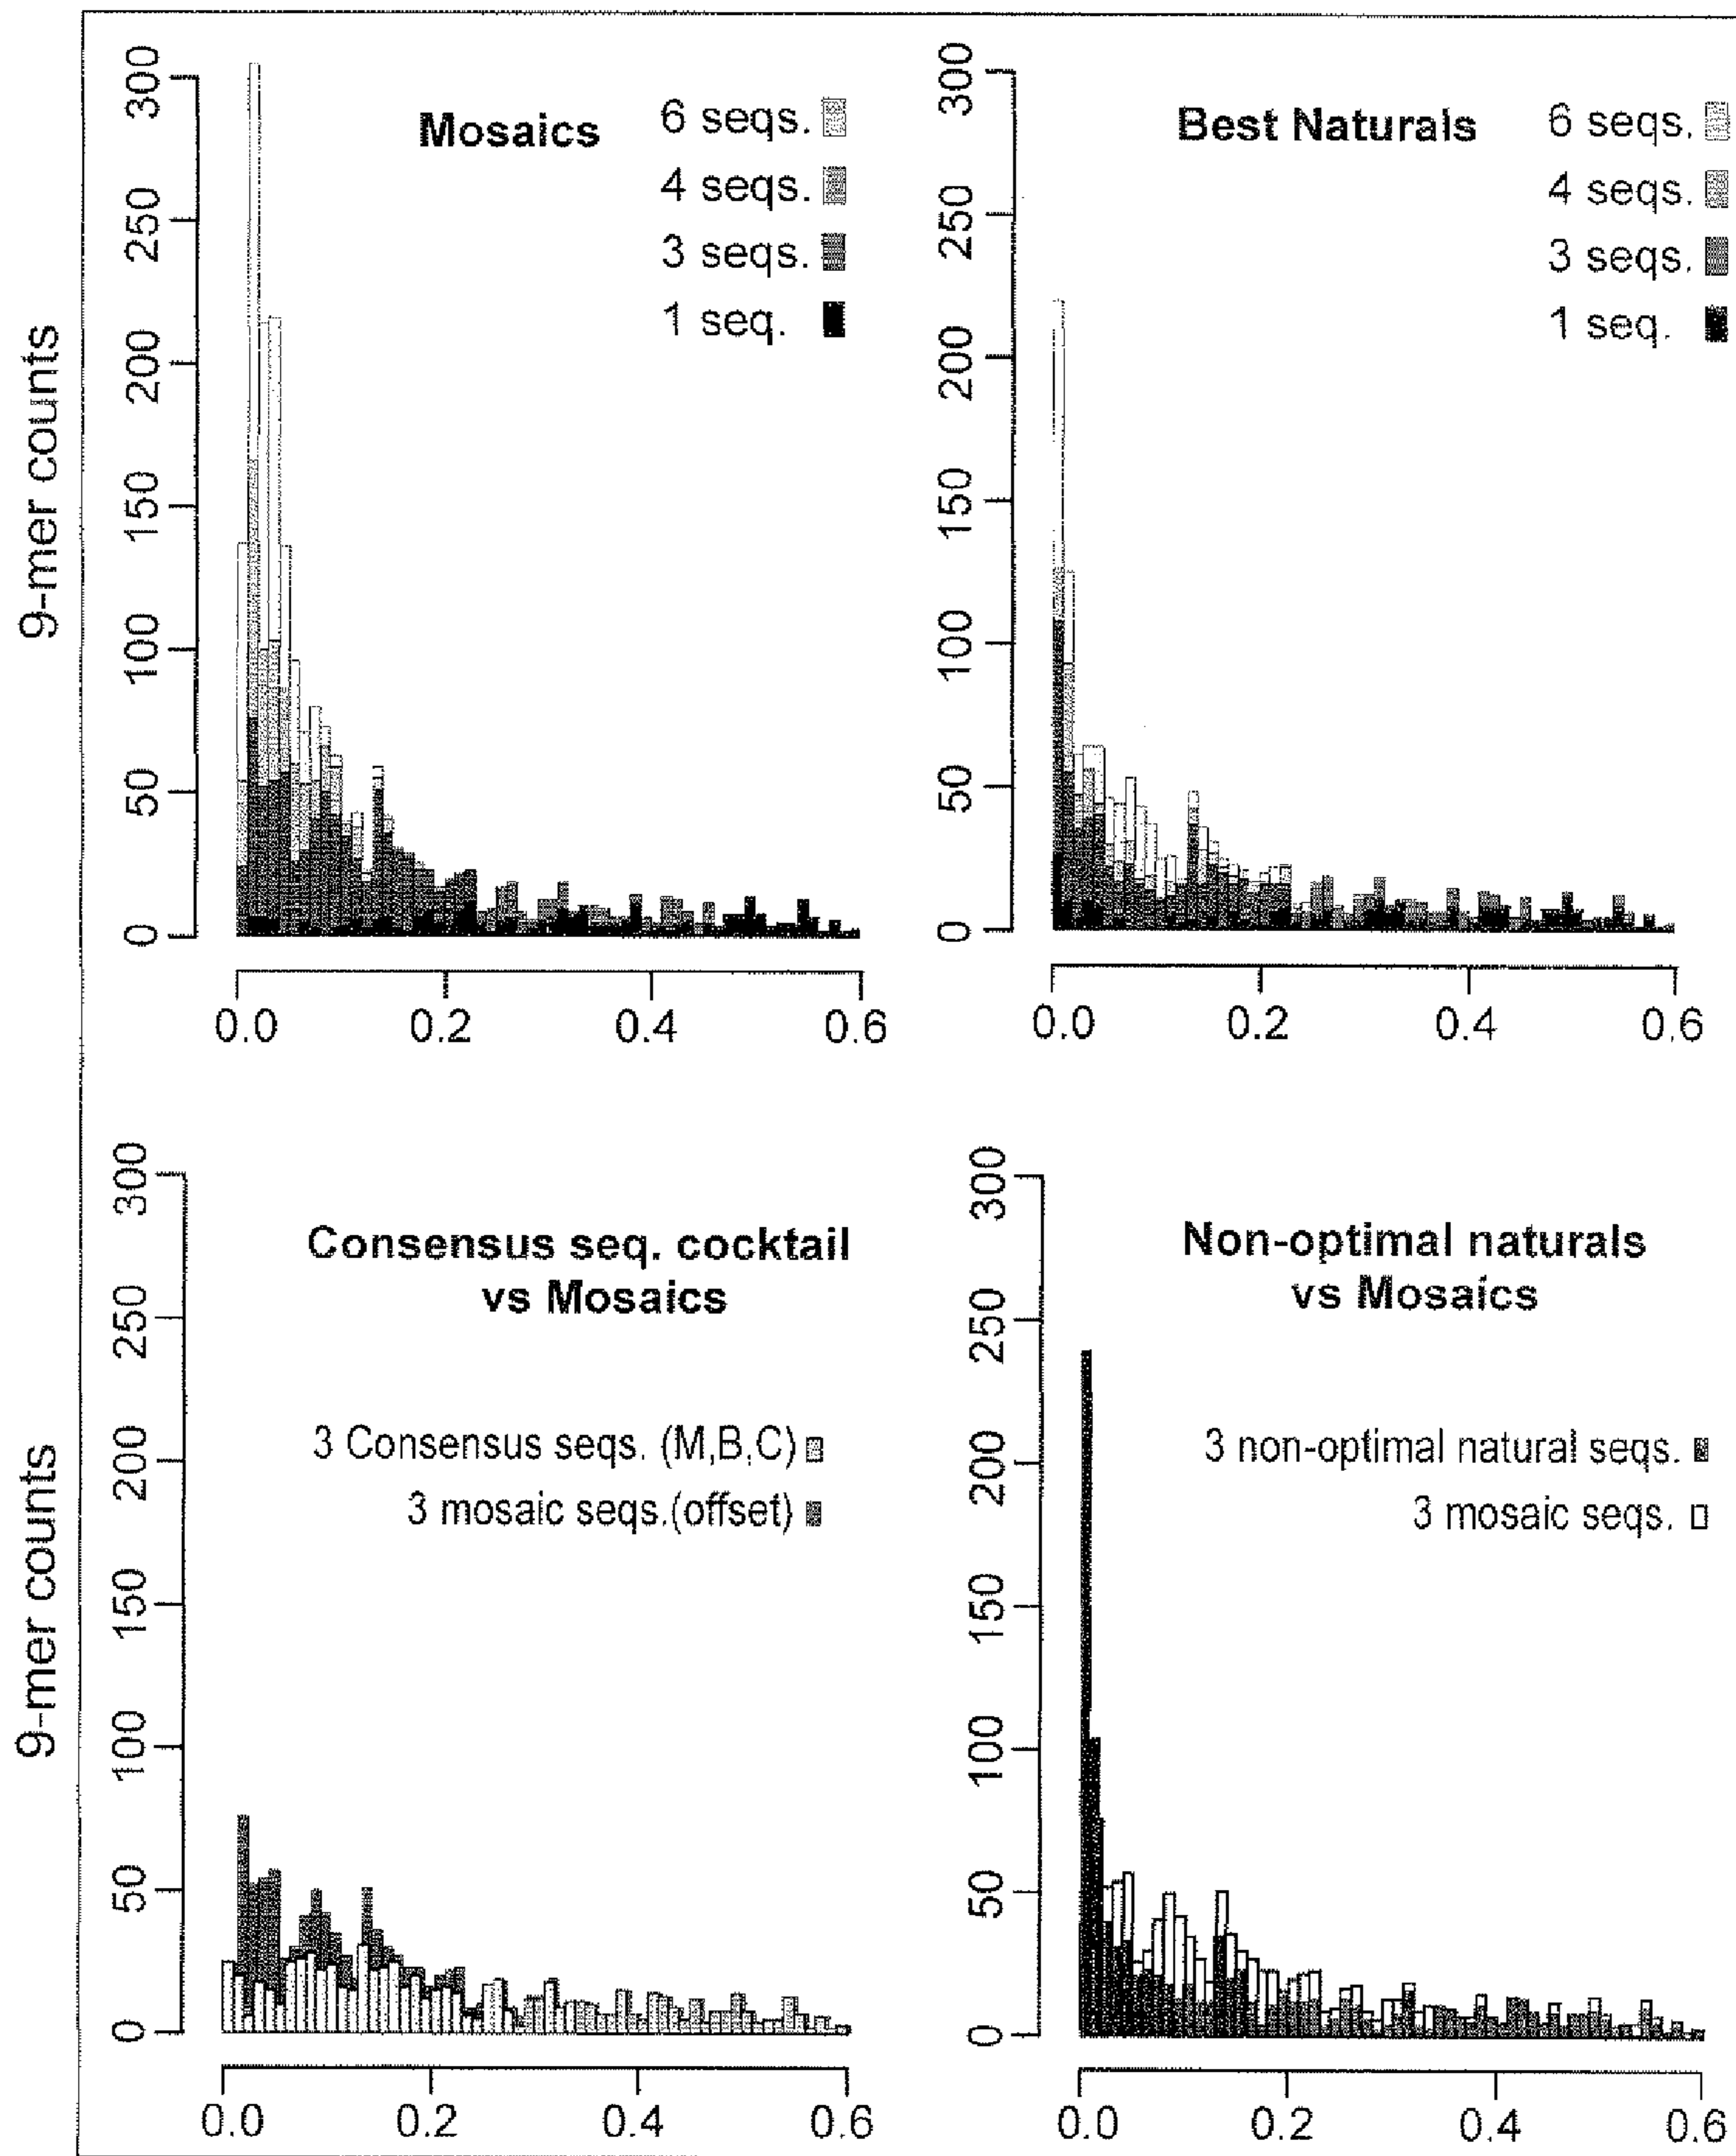 Mosaics
6 seqs.
4 seqs.
3 seqs.
1 seq.
9-mer counts
300
250
200
150
100
50
0
0.0 0.2 0.4 0.6
Best Naturals
6 seqs.
4 seqs.
3 seqs.
1 seq.
300
250
200
150
100
50
0
0.0 0.2 0.4 0.6
Consensus seq. cocktail
vs Mosaics
3 Consensus seqs. (M,B,C)
3 mosaic seqs.(offset)
9-mer counts
300
250
200
150
100
50
0
0.0 0.2 0.4 0.6
Non-optimal naturals
vs Mosaics
3 non-optimal natural seqs.
3 mosaic seqs.
300
250
200
150
100
50
0
0.0 0.2 0.4 0.6